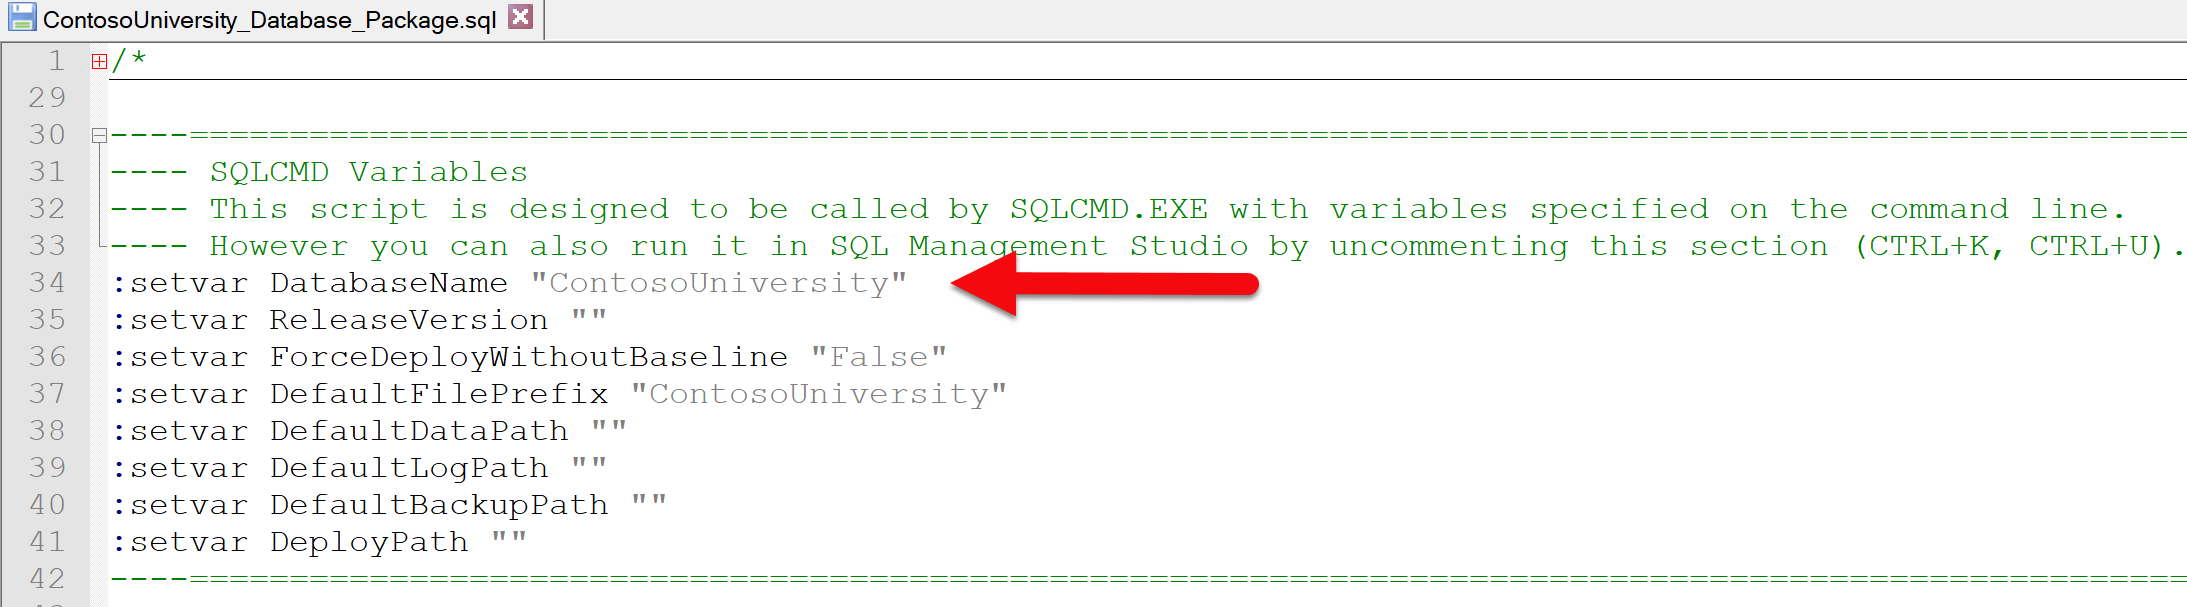 ContosoUniversity_Database_Package.sql
1 /*
29
30 ----==================================================================================================
31 ---- SQLCMD Variables
32 ---- This script is designed to be called by SQLCMD.EXE with variables specified on the command line.
33 ---- However you can also run it in SQL Management Studio by uncommenting this section (CTRL+K, CTRL+U).
34 :setvar DatabaseName "ContosoUniversity"
35 :setvar ReleaseVersion ""
36 :setvar ForceDeployWithoutBaseline "False"
37 :setvar DefaultFilePrefix "ContosoUniversity"
38 :setvar DefaultDataPath ""
39 :setvar DefaultLogPath ""
40 :setvar DefaultBackupPath ""
41 :setvar DeployPath ""
42 ----==================================================================================================